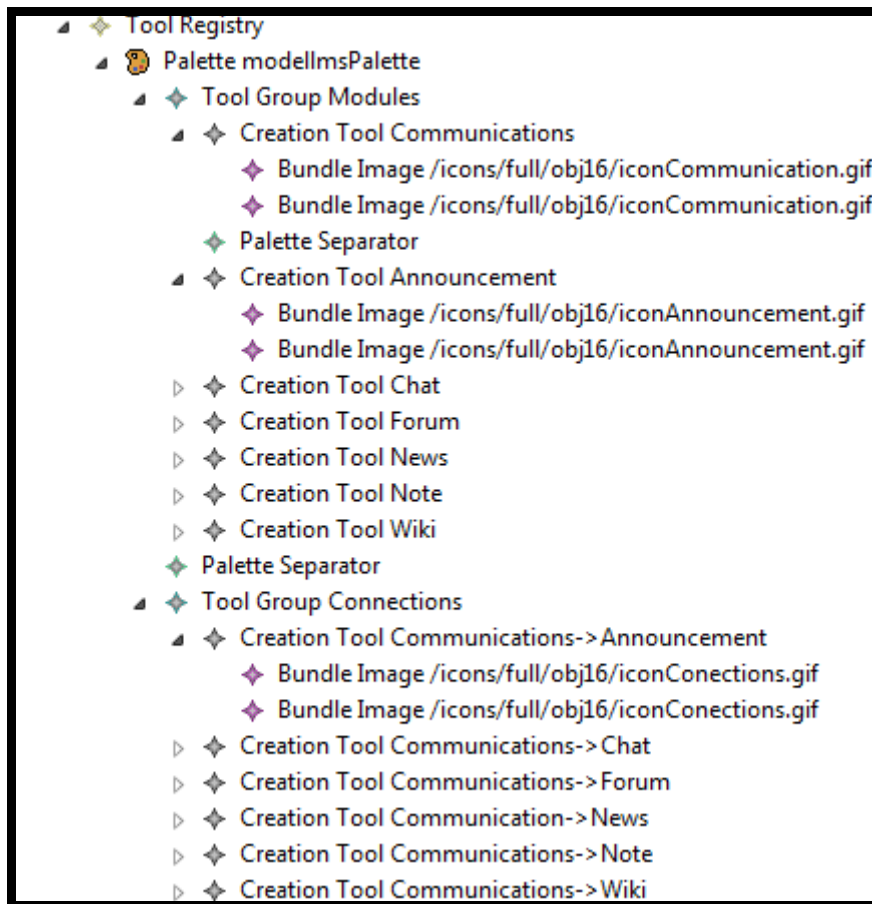 Tool Registry
Palette modellmsPalette
Tool Group Modules
Creation Tool Communications
Bundle Image /icons/full/obj16/iconCommunication.gif
Bundle Image /icons/full/obj16/iconCommunication.gif
Palette Separator
Creation Tool Announcement
Bundle Image /icons/full/obj16/iconAnnouncement.gif
Bundle Image /icons/full/obj16/iconAnnouncement.gif
Creation Tool Chat
Creation Tool Forum
Creation Tool News
Creation Tool Note
Creation Tool Wiki
Palette Separator
Tool Group Connections
Creation Tool Communications->Announcement
Bundle Image /icons/full/obj16/iconConections.gif
Bundle Image /icons/full/obj16/iconConections.gif
Creation Tool Communications->Chat
Creation Tool Communications->Forum
Creation Tool Communication->News
Creation Tool Communications->Note
Creation Tool Communications->Wiki